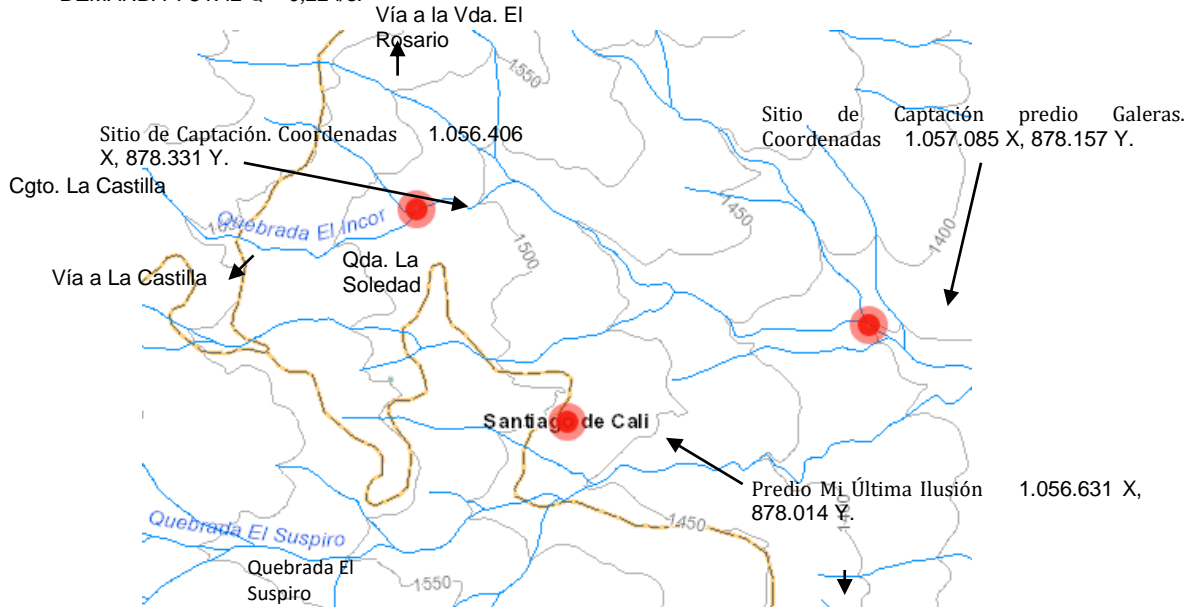 Vía a la Vda. El
Rosario
1550
Sitio de Captación predio Galeras.
Coordenadas 1.057.085 X, 878.157 Y.
Sitio de Captación. Coordenadas 1.056.406
X, 878.331 Y.
Cgto. La Castilla
1450
1400
Quebrada El Incor
1500
Vía a La Castilla
Qda. La
Soledad
Santiago de Cali
Predio Mi Última Ilusión 1.056.631 X,
878.014 Y.
1450
Quebrada El Suspiro
Quebrada El
Suspiro
1550